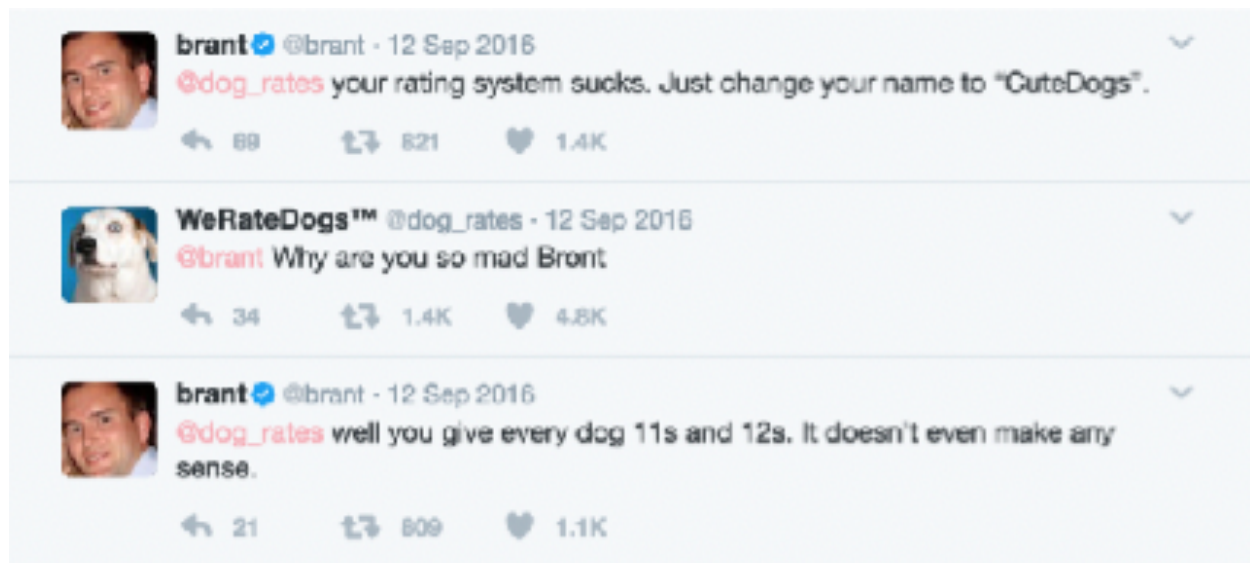 brant @brant · 12 Sep 2016
@dog_rates your rating system sucks. Just change your name to "CuteDogs".
69 821 1.4K
WeRateDogs™ @dog_rates · 12 Sep 2016
@brant Why are you so mad Bront
34 1.4K 4.8K
brant @brant · 12 Sep 2016
@dog_rates well you give every dog 11s and 12s. It doesn't even make any
sense.
21 809 1.1K